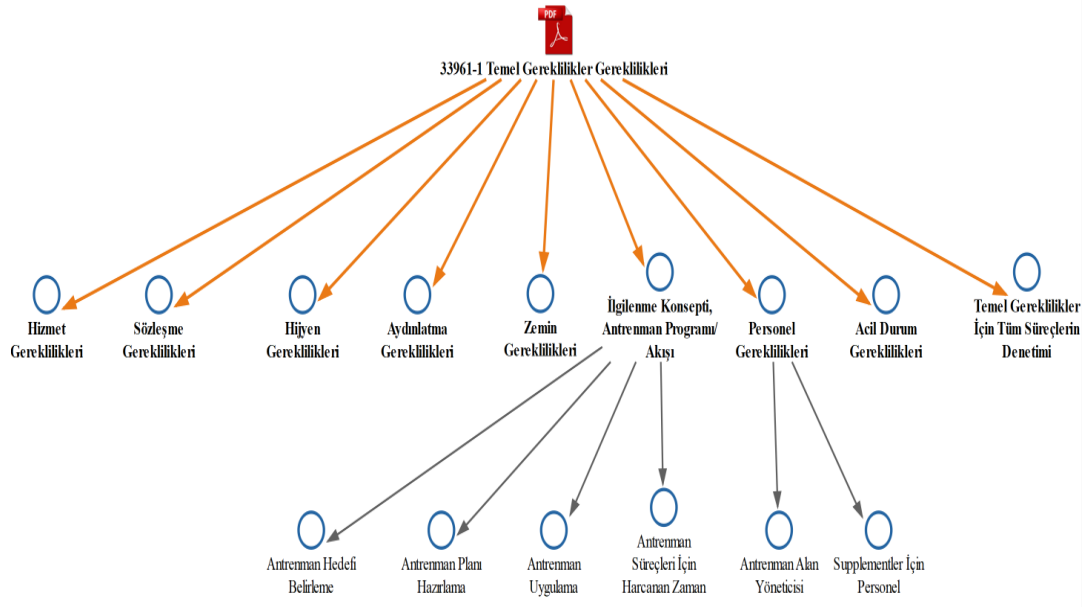 PDF
33961-1 Temel Gereklilikler Gereklilikleri
Hizmet
Gereklilikleri
Sözleşme
Gereklilikleri
Hijyen
Gereklilikleri
Aydınlatma
Gereklilikleri
Zemin
Gereklilikleri
İlgilenme Konsepti,
Antrenman Programı/
Akışı
Personel
Gereklilikleri
Acil Durum
Gereklilikleri
Temel Gereklilikler
İçin Tüm Süreçlerin
Denetimi
Antrenman Hedefi
Belirleme
Antrenman Planı
Hazırlama
Antrenman
Uygulama
Antrenman
Süreçleri İçin
Harcanan Zaman
Antrenman Alan
Yöneticisi
Supplementler İçin
Personel